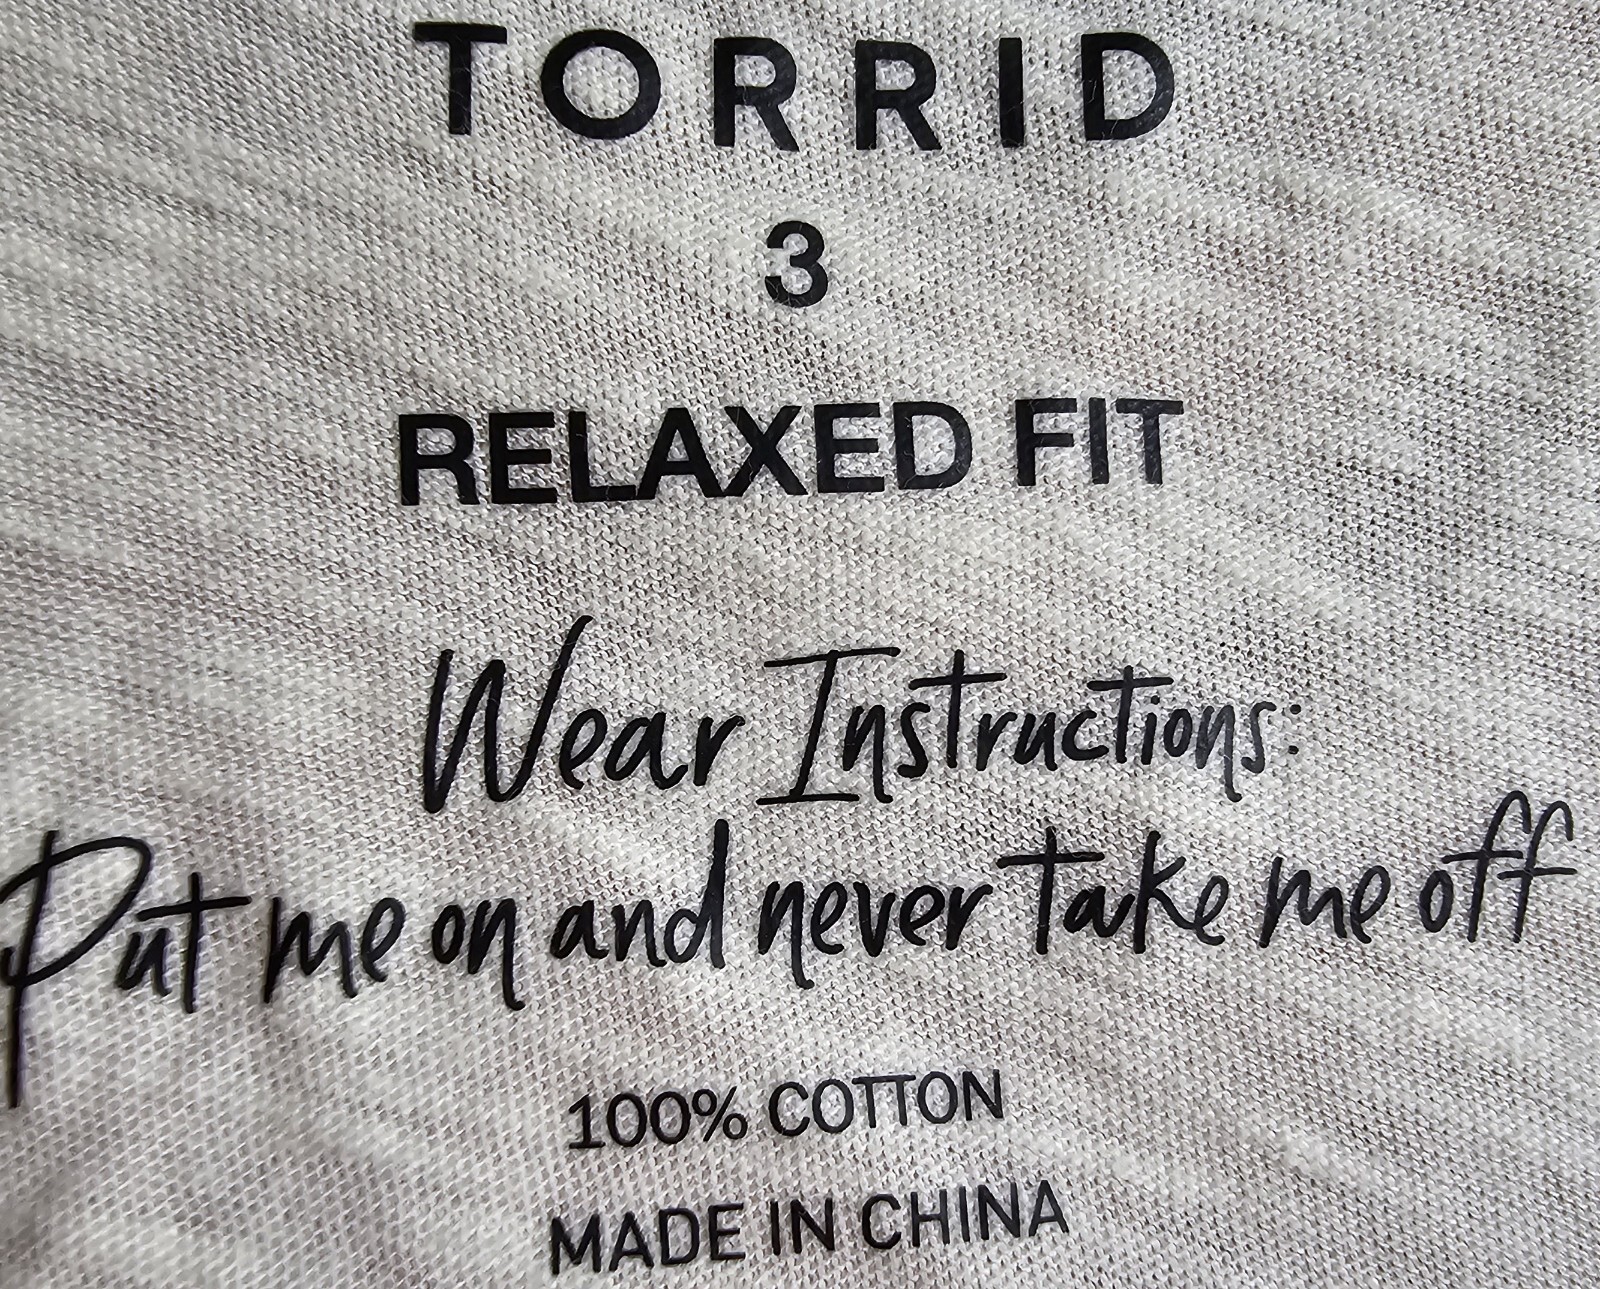 TORRID
3
RELAXED FIT
Wear Instructions:
Put me on and never take me off
100% COTTON
MADE IN CHINA